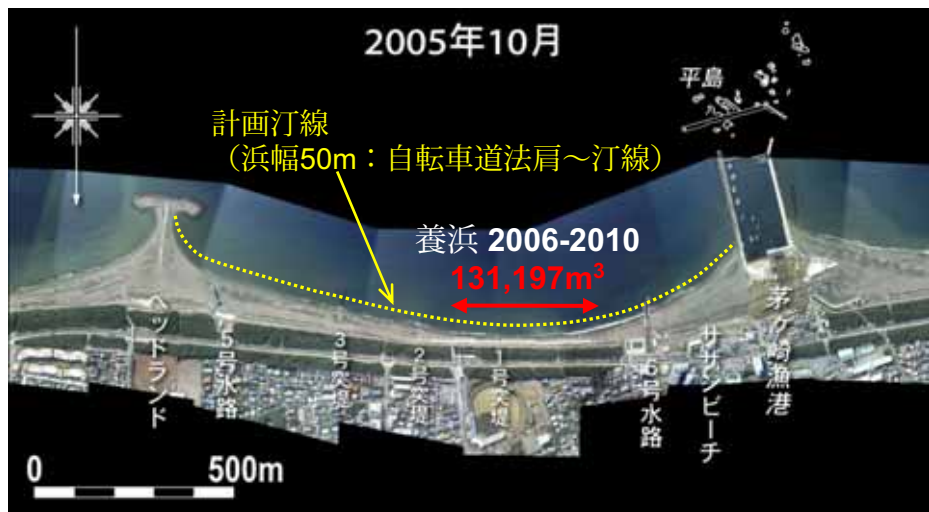 2005年10月
平島
計画汀線
（浜幅50m：自転車道法肩～汀線）
養浜 2006-2010
131,197m³
ヘッドランド
5号水路
3号突堤
2号突堤
1号突堤
6号水路
サザンビーチ
茅ヶ崎漁港
0 500m